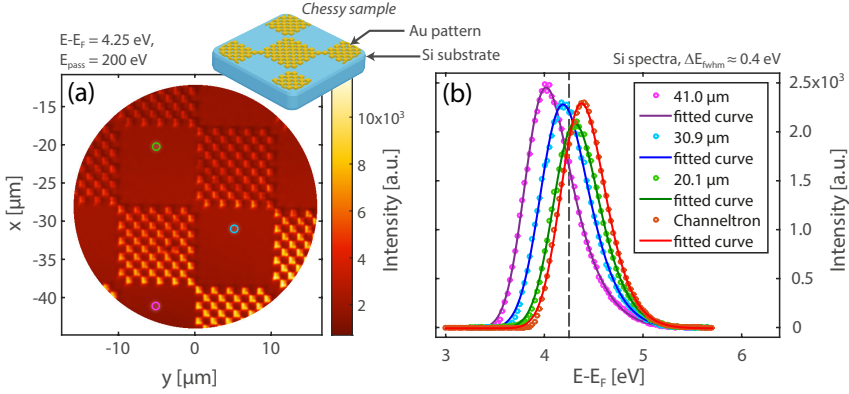 Chessy sample
E-E_F = 4.25 eV,
E_pass = 200 eV
Au pattern
Si substrate
Si spectra, ΔE_fwhm ≈ 0.4 eV
(a)
-15
-20
-25
-30
-35
-40
x [µm]
-10
0
10
y [µm]
10x10³
8
6
4
2
Intensity [a.u.]
(b)
41.0 µm
fitted curve
30.9 µm
fitted curve
20.1 µm
fitted curve
Channeltron
fitted curve
2.5x10³
2.0
1.5
1.0
0.5
0
Intensity [a.u.]
3
4
5
6
E-E_F [eV]